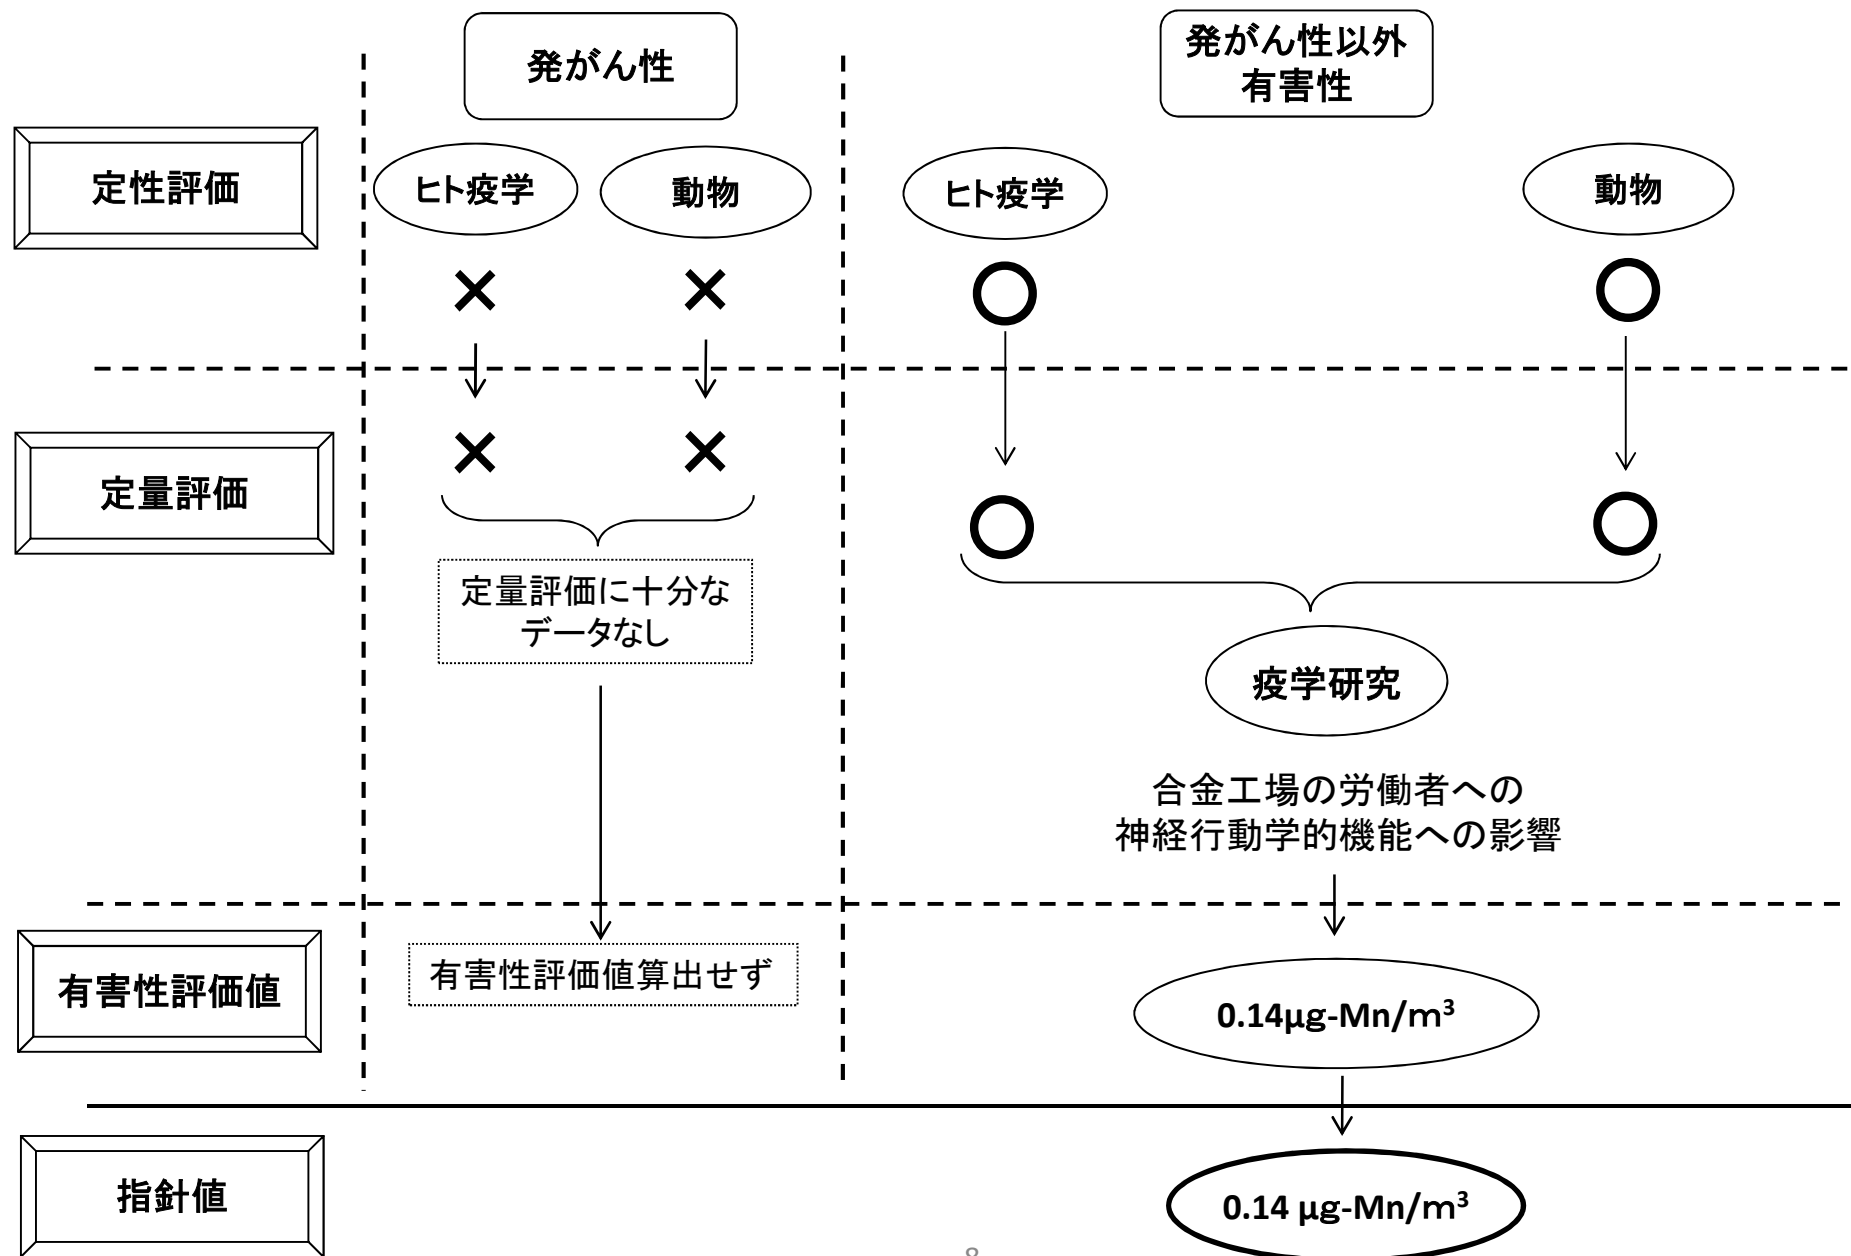 発がん性
発がん性以外
有害性
定性評価
ヒト疫学
動物
ヒト疫学
動物
× × ○ ○
定量評価
× × ○ ○
定量評価に十分な
データなし
疫学研究
合金工場の労働者への
神経行動学的機能への影響
有害性評価値
有害性評価値算出せず
0.14μg-Mn/m³
指針値
0.14 μg-Mn/m³
8